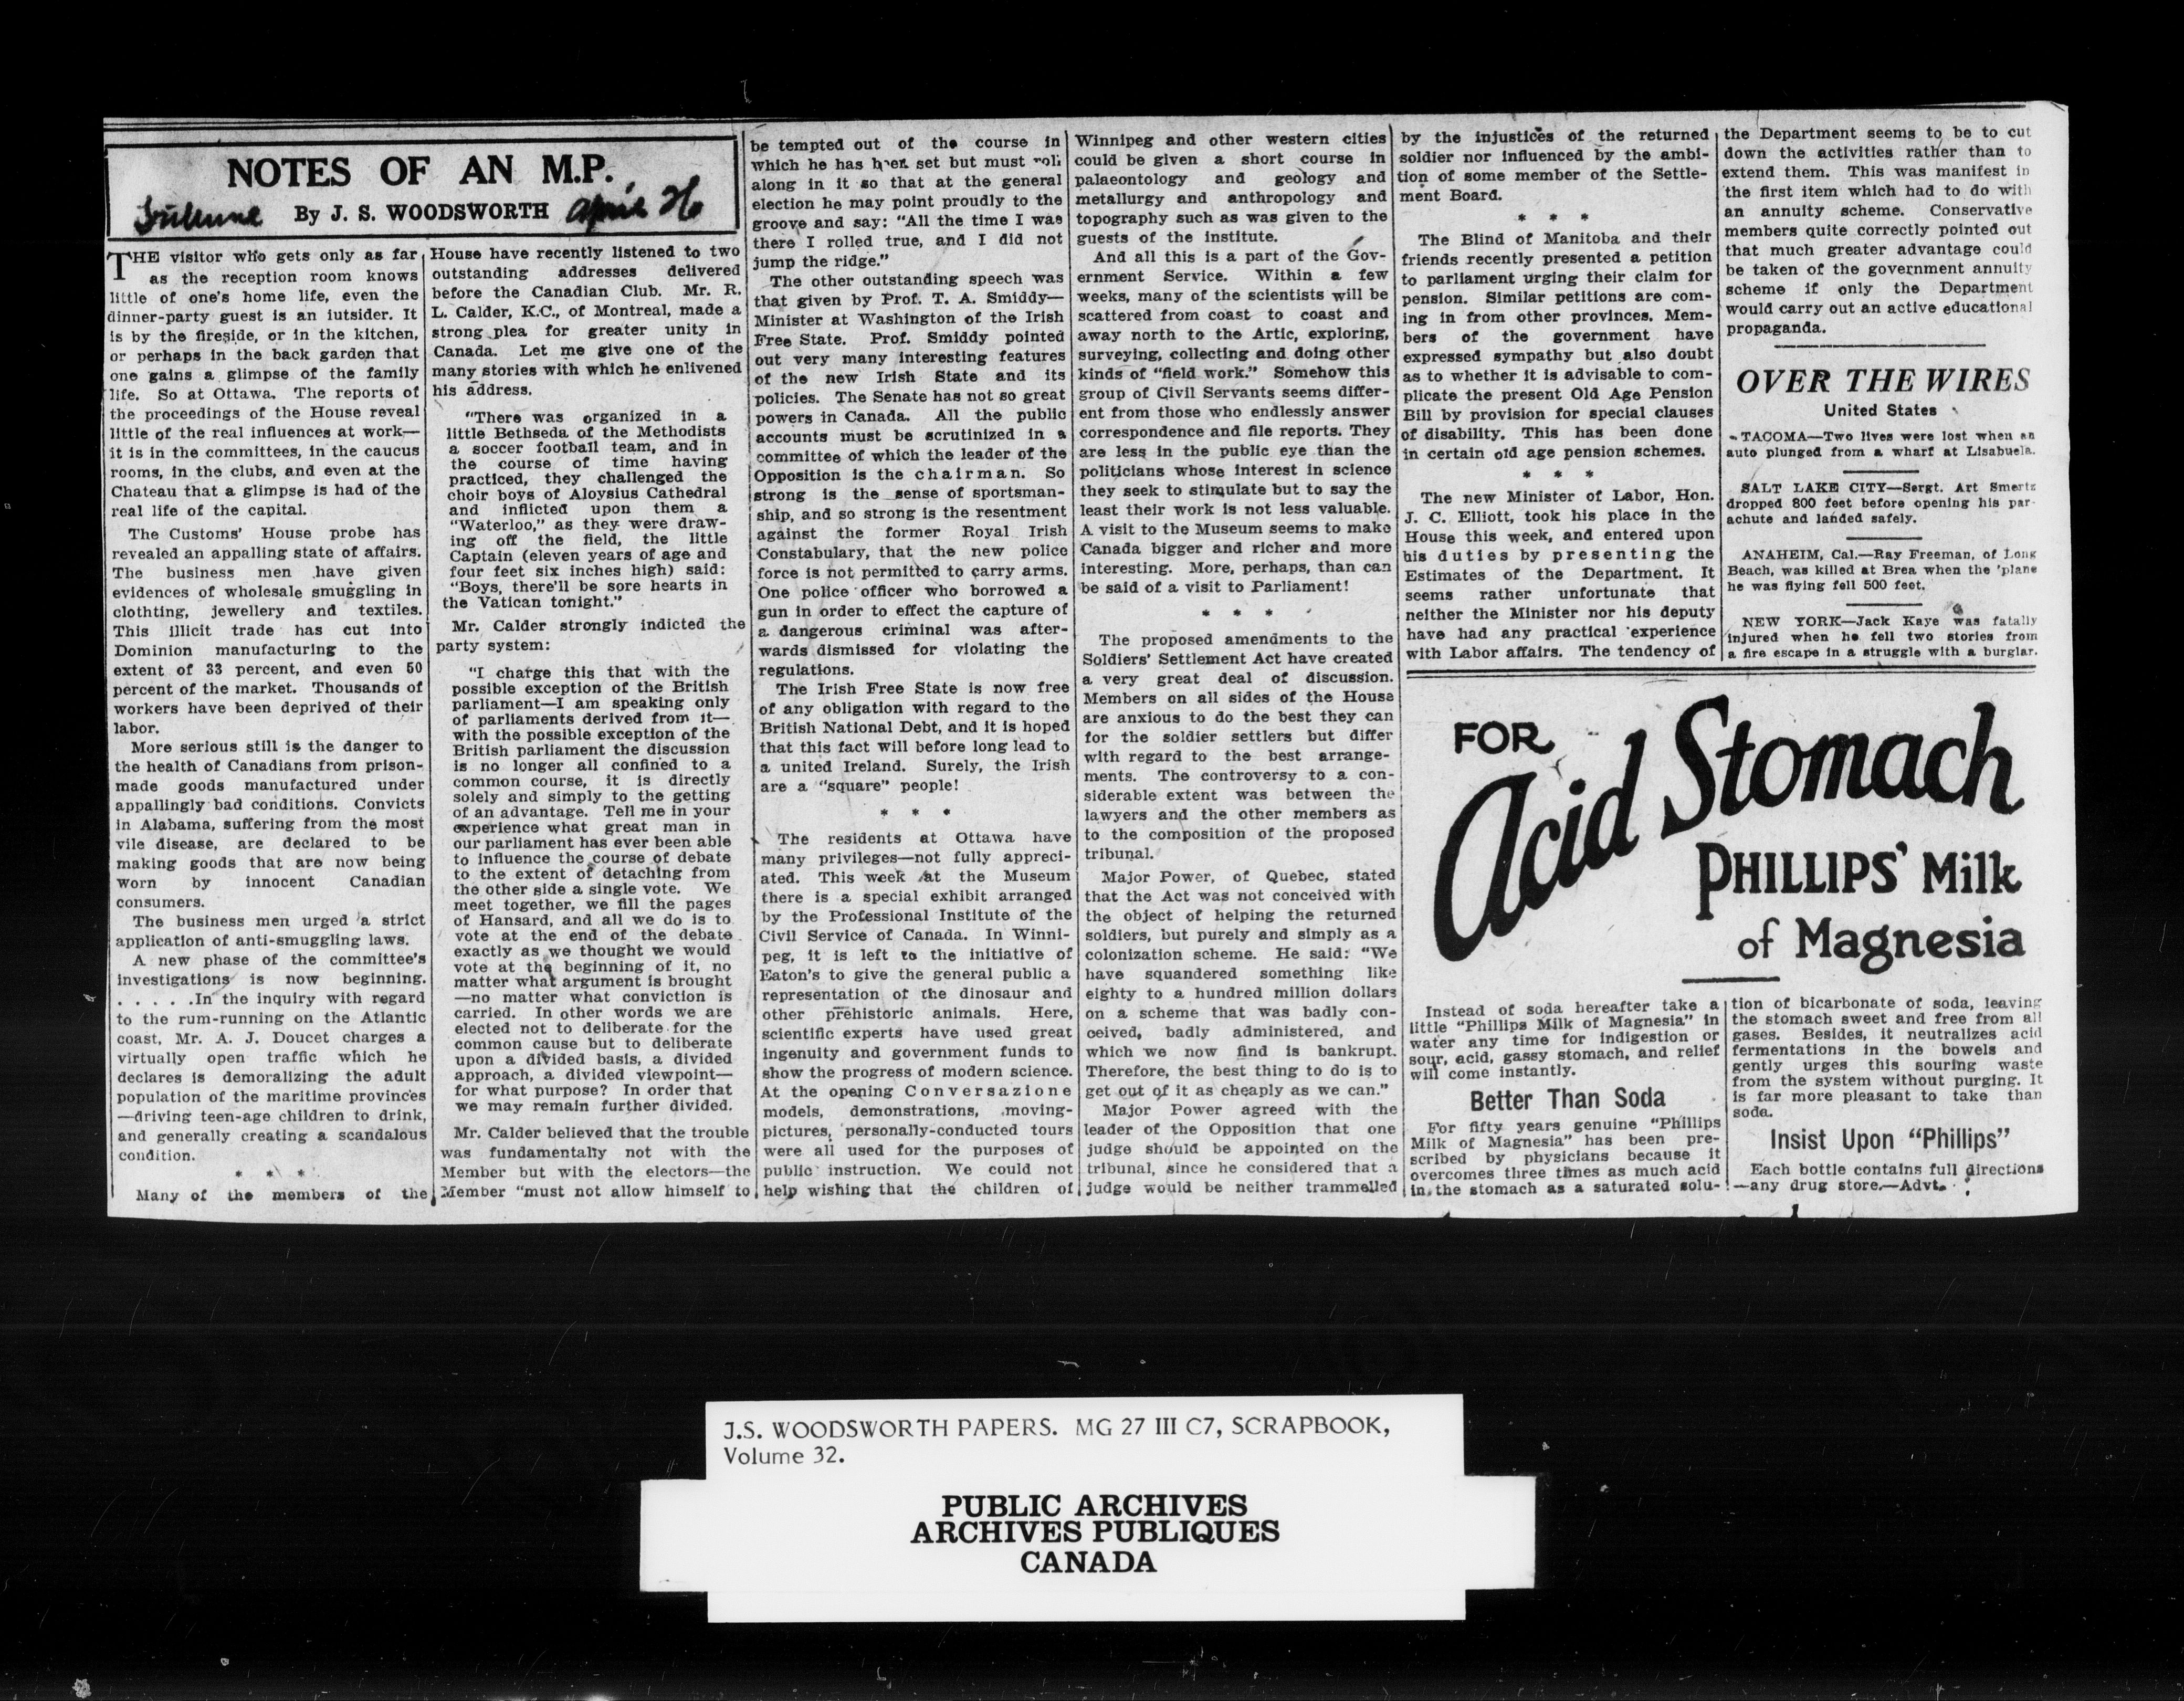 NOTES OF AN M.P.
Tribune By J. S. WOODSWORTH April 26
THE visitor who gets only as far
as the reception room knows
little of one's home life, even the
dinner-party guest is an iutsider. It
is by the fireside, or in the kitchen,
or perhaps in the back garden that
one gains a glimpse of the family
life. So at Ottawa. The reports of
the proceedings of the House reveal
little of the real influences at work—
it is in the committees, in the caucus
rooms, in the clubs, and even at the
Chateau that a glimpse is had of the
real life of the capital.
The Customs' House probe has
revealed an appalling state of affairs.
The business men have given
evidences of wholesale smuggling in
clothting, jewellery and textiles.
This illicit trade has cut into
Dominion manufacturing to the
extent of 33 percent, and even 50
percent of the market. Thousands of
workers have been deprived of their
labor.
More serious still is the danger to
the health of Canadians from prison-
made goods manufactured under
appallingly bad conditions. Convicts
in Alabama, suffering from the most
vile disease, are declared to be
making goods that are now being
worn by innocent Canadian
consumers.
The business men urged a strict
application of anti-smuggling laws.
A new phase of the committee's
investigations is now beginning.
. . . . .In the inquiry with regard
to the rum-running on the Atlantic
coast, Mr. A. J. Doucet charges a
virtually open traffic which he
declares is demoralizing the adult
population of the maritime provinces
—driving teen-age children to drink,
and generally creating a scandalous
condition.
* * *
Many of the members of the
House have recently listened to two
outstanding addresses delivered
before the Canadian Club. Mr. R.
L. Calder, K.C., of Montreal, made a
strong plea for greater unity in
Canada. Let me give one of the
many stories with which he enlivened
his address.
"There was organized in a
little Bethseda of the Methodists
a soccer football team, and in
the course of time having
practiced, they challenged the
choir boys of Aloysius Cathedral
and inflicted upon them a
"Waterloo," as they were draw-
ing off the field, the little
Captain (eleven years of age and
four feet six inches high) said:
"Boys, there'll be sore hearts in
the Vatican tonight."
Mr. Calder strongly indicted the
party system:
"I charge this that with the
possible exception of the British
parliament—I am speaking only
of parliaments derived from it—
with the possible exception of the
British parliament the discussion
is no longer all confined to a
common course, it is directly
solely and simply to the getting
of an advantage. Tell me in your
experience what great man in
our parliament has ever been able
to influence the course of debate
to the extent of detaching from
the other side a single vote. We
meet together, we fill the pages
of Hansard, and all we do is to
vote at the end of the debate
exactly as we thought we would
vote at the beginning of it, no
matter what argument is brought
—no matter what conviction is
carried. In other words we are
elected not to deliberate for the
common cause but to deliberate
upon a divided basis, a divided
approach, a divided viewpoint—
for what purpose? In order that
we may remain further divided.
Mr. Calder believed that the trouble
was fundamentally not with the
Member but with the electors—the
Member "must not allow himself to
be tempted out of the course in
which he has been set but must roll
along in it so that at the general
election he may point proudly to the
groove and say: "All the time I was
there I rolled true, and I did not
jump the ridge."
The other outstanding speech was
that given by Prof. T. A. Smiddy—
Minister at Washington of the Irish
Free State. Prof. Smiddy pointed
out very many interesting features
of the new Irish State and its
policies. The Senate has not so great
powers in Canada. All the public
accounts must be scrutinized in a
committee of which the leader of the
Opposition is the chairman. So
strong is the sense of sportsman-
ship, and so strong is the resentment
against the former Royal Irish
Constabulary, that the new police
force is not permitted to carry arms.
One police officer who borrowed a
gun in order to effect the capture of
a dangerous criminal was after-
wards dismissed for violating the
regulations.
The Irish Free State is now free
of any obligation with regard to the
British National Debt, and it is hoped
that this fact will before long lead to
a united Ireland. Surely, the Irish
are a "square" people!
* * *
The residents at Ottawa have
many privileges—not fully appreci-
ated. This week at the Museum
there is a special exhibit arranged
by the Professional Institute of the
Civil Service of Canada. In Winni-
peg, it is left to the initiative of
Eaton's to give the general public a
representation of the dinosaur and
other prehistoric animals. Here,
scientific experts have used great
ingenuity and government funds to
show the progress of modern science.
At the opening Conversazione
models, demonstrations, moving-
pictures, personally-conducted tours
were all used for the purposes of
public instruction. We could not
help wishing that the children of
Winnipeg and other western cities
could be given a short course in
palaeontology and geology and
metallurgy and anthropology and
topography such as was given to the
guests of the institute.
And all this is a part of the Gov-
ernment Service. Within a few
weeks, many of the scientists will be
scattered from coast to coast and
away north to the Artic, exploring,
surveying, collecting and doing other
kinds of "field work." Somehow this
group of Civil Servants seems differ-
ent from those who endlessly answer
correspondence and file reports. They
are less in the public eye than the
politicians whose interest in science
they seek to stimulate but to say the
least their work is not less valuable.
A visit to the Museum seems to make
Canada bigger and richer and more
interesting. More, perhaps, than can
be said of a visit to Parliament!
* * *
The proposed amendments to the
Soldiers' Settlement Act have created
a very great deal of discussion.
Members on all sides of the House
are anxious to do the best they can
for the soldier settlers but differ
with regard to the best arrange-
ments. The controversy to a con-
siderable extent was between the
lawyers and the other members as
to the composition of the proposed
tribunal.
Major Power, of Quebec, stated
that the Act was not conceived with
the object of helping the returned
soldiers, but purely and simply as a
colonization scheme. He said: "We
have squandered something like
eighty to a hundred million dollars
on a scheme that was badly con-
ceived, badly administered, and
which we now find is bankrupt.
Therefore, the best thing to do is to
get out of it as cheaply as we can."
Major Power agreed with the
leader of the Opposition that one
judge should be appointed on the
tribunal, since he considered that a
judge would be neither trammelled
by the injustices of the returned
soldier nor influenced by the ambi-
tion of some member of the Settle-
ment Board.
* * *
The Blind of Manitoba and their
friends recently presented a petition
to parliament urging their claim for
pension. Similar petitions are com-
ing in from other provinces. Mem-
bers of the government have
expressed sympathy but also doubt
as to whether it is advisable to com-
plicate the present Old Age Pension
Bill by provision for special clauses
of disability. This has been done
in certain old age pension schemes.
* * *
The new Minister of Labor, Hon.
J. C. Elliott, took his place in the
House this week, and entered upon
his duties by presenting the
Estimates of the Department. It
seems rather unfortunate that
neither the Minister nor his deputy
have had any practical experience
with Labor affairs. The tendency of
the Department seems to be to cut
down the activities rather than to
extend them. This was manifest in
the first item which had to do with
an annuity scheme. Conservative
members quite correctly pointed out
that much greater advantage could
be taken of the government annuity
scheme if only the Department
would carry out an active educational
propaganda.
OVER THE WIRES
United States
TACOMA—Two lives were lost when an
auto plunged from a wharf at Lisabuela.
SALT LAKE CITY—Sergt. Art Smertz
dropped 800 feet before opening his par-
achute and landed safely.
ANAHEIM, Cal.—Ray Freeman, of Long
Beach, was killed at Brea when the 'plane
he was flying fell 500 feet.
NEW YORK—Jack Kaye was fatally
injured when he fell two stories from
a fire escape in a struggle with a burglar.
FOR
Acid Stomach
PHILLIPS' Milk
of Magnesia
Instead of soda hereafter take a
little "Phillips Milk of Magnesia" in
water any time for indigestion or
sour, acid, gassy stomach, and relief
will come instantly.
Better Than Soda
For fifty years genuine "Phillips
Milk of Magnesia" has been pre-
scribed by physicians because it
overcomes three times as much acid
in the stomach as a saturated solu-
tion of bicarbonate of soda, leaving
the stomach sweet and free from all
gases. Besides, it neutralizes acid
fermentations in the bowels and
gently urges this souring waste
from the system without purging. It
is far more pleasant to take than
soda.
Insist Upon "Phillips"
Each bottle contains full directions
—any drug store.—Advt.
J.S. WOODSWORTH PAPERS. MG 27 III C7, SCRAPBOOK,
Volume 32.
PUBLIC ARCHIVES
ARCHIVES PUBLIQUES
CANADA